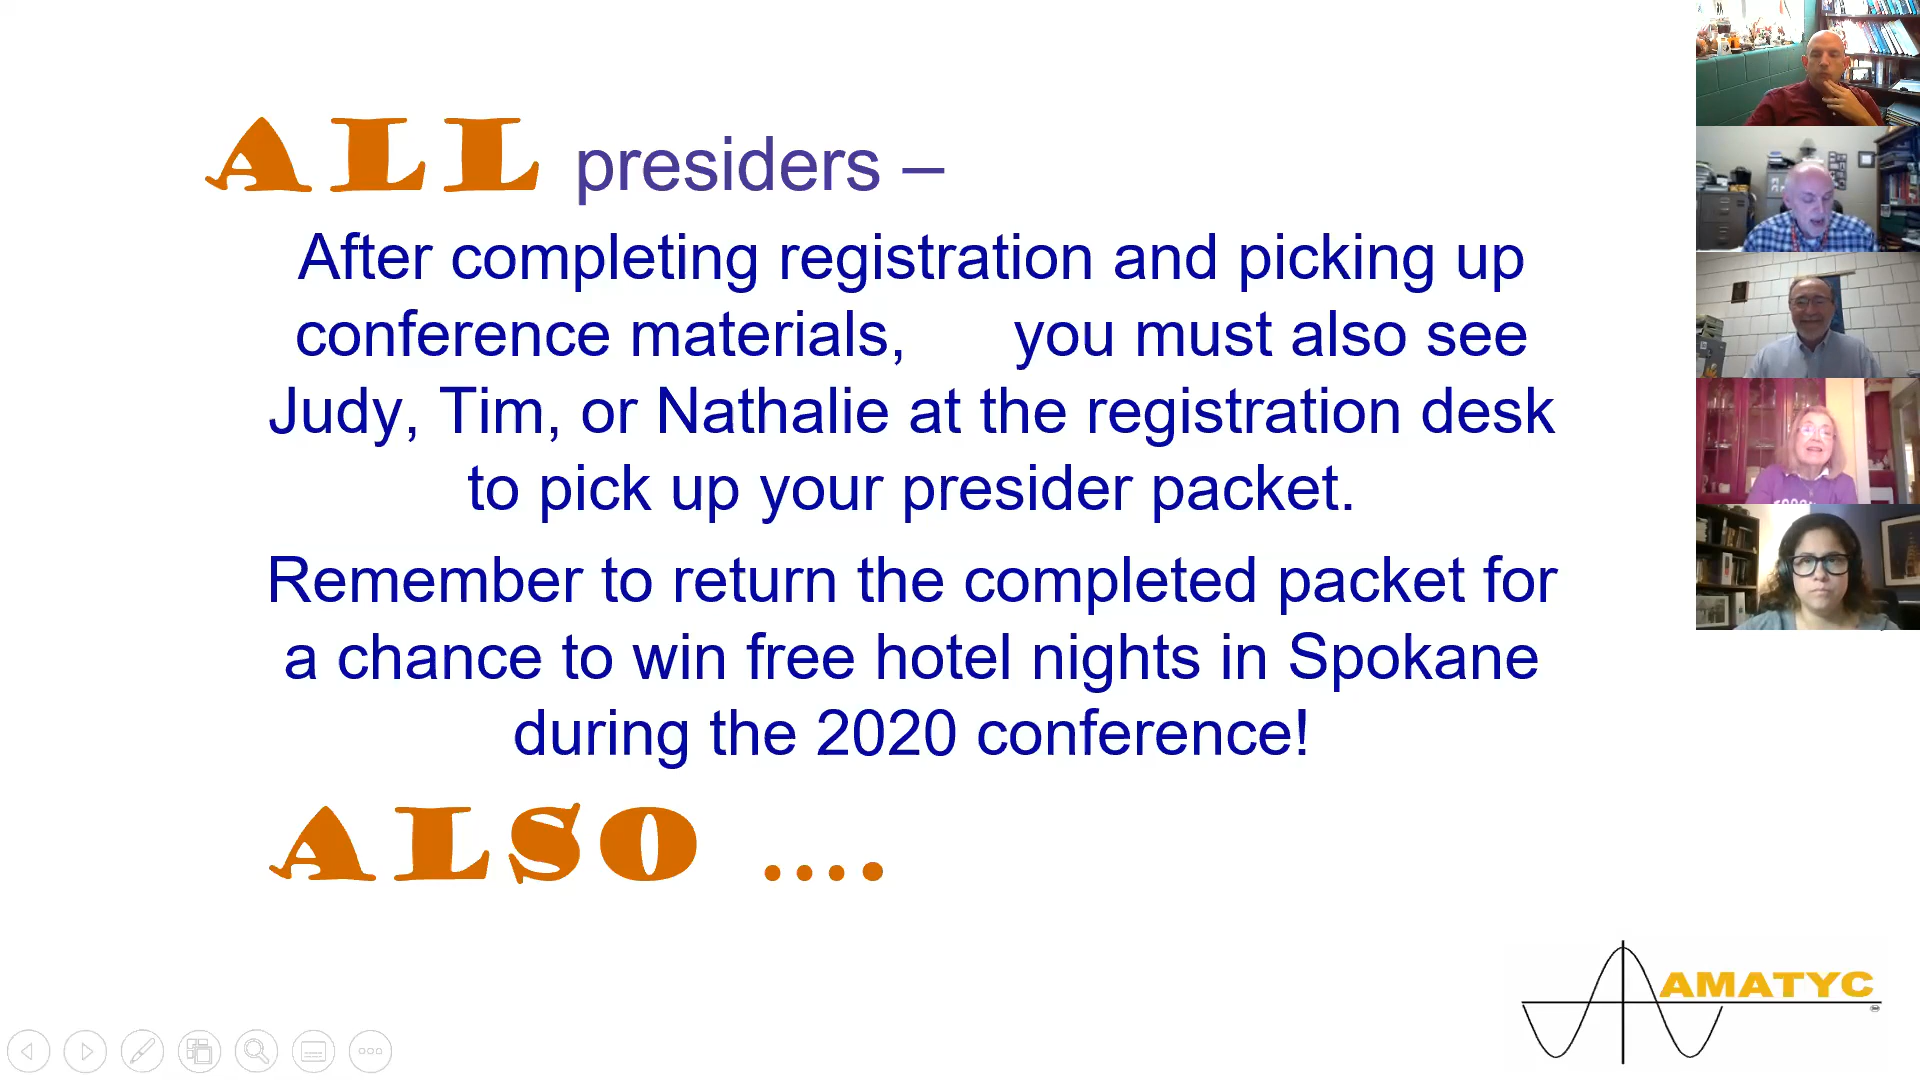 ALL presiders –
After completing registration and picking up
conference materials, you must also see
Judy, Tim, or Nathalie at the registration desk
to pick up your presider packet.
Remember to return the completed packet for
a chance to win free hotel nights in Spokane
during the 2020 conference!
ALSO ....
AMATYC